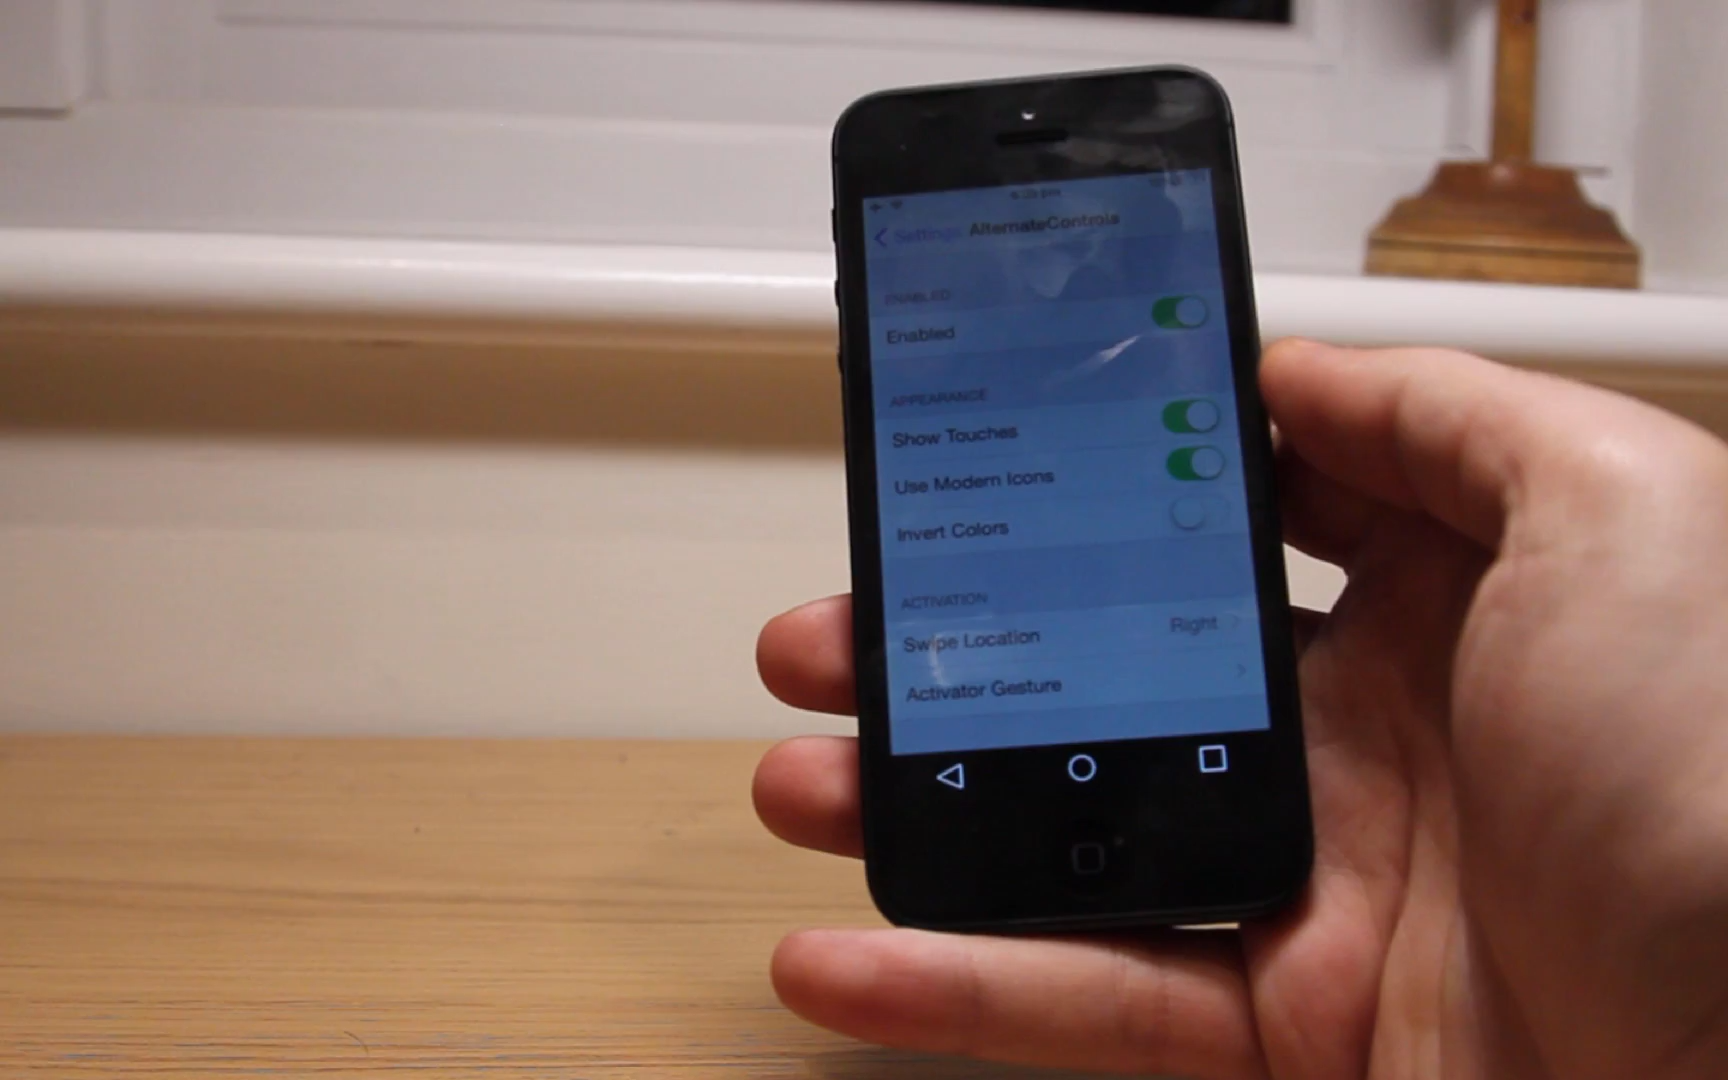 Settings AlternateControls
ENABLED
Enabled
APPEARANCE
Show Touches
Use Modern Icons
Invert Colors
ACTIVATION
Swipe Location Right
Activator Gesture